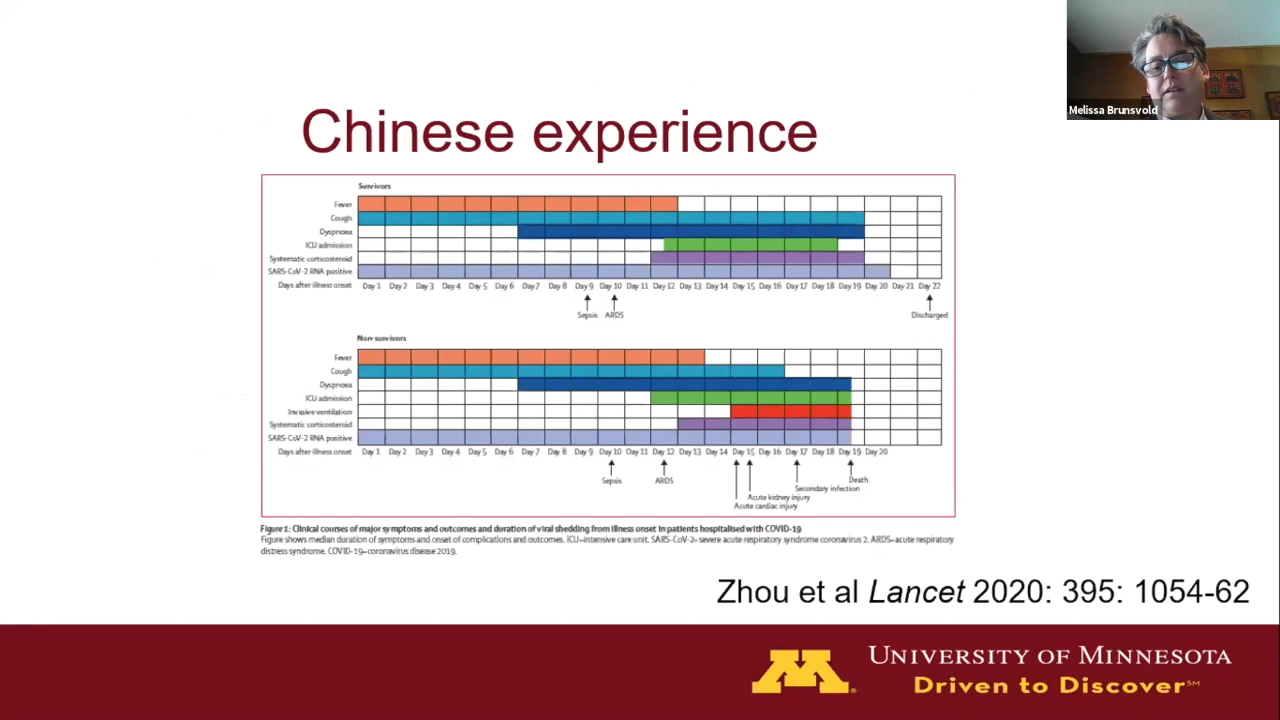 Melissa Brunsvold
Chinese experience
Survivors
Fever
Cough
Dyspnoea
ICU admission
Systematic corticosteroid
SARS-CoV-2 RNA positive
Days after illness onset Day 1 Day 2 Day 3 Day 4 Day 5 Day 6 Day 7 Day 8 Day 9 Day 10 Day 11 Day 12 Day 13 Day 14 Day 15 Day 16 Day 17 Day 18 Day 19 Day 20 Day 21 Day 22
Sepsis ARDS Discharged
Non-survivors
Fever
Cough
Dyspnoea
ICU admission
Invasive ventilation
Systematic corticosteroid
SARS-CoV-2 RNA positive
Days after illness onset Day 1 Day 2 Day 3 Day 4 Day 5 Day 6 Day 7 Day 8 Day 9 Day 10 Day 11 Day 12 Day 13 Day 14 Day 15 Day 16 Day 17 Day 18 Day 19 Day 20
Sepsis ARDS Death
Secondary infection
Acute kidney injury
Acute cardiac injury
Figure 1: Clinical courses of major symptoms and outcomes and duration of viral shedding from illness onset in patients hospitalised with COVID-19
Figure shows median duration of symptoms and onset of complications and outcomes. ICU=intensive care unit. SARS-CoV-2=severe acute respiratory syndrome coronavirus 2. ARDS=acute respiratory
distress syndrome. COVID-19=coronavirus disease 2019.
Zhou et al Lancet 2020: 395: 1054-62
M
UNIVERSITY OF MINNESOTA
Driven to Discover℠